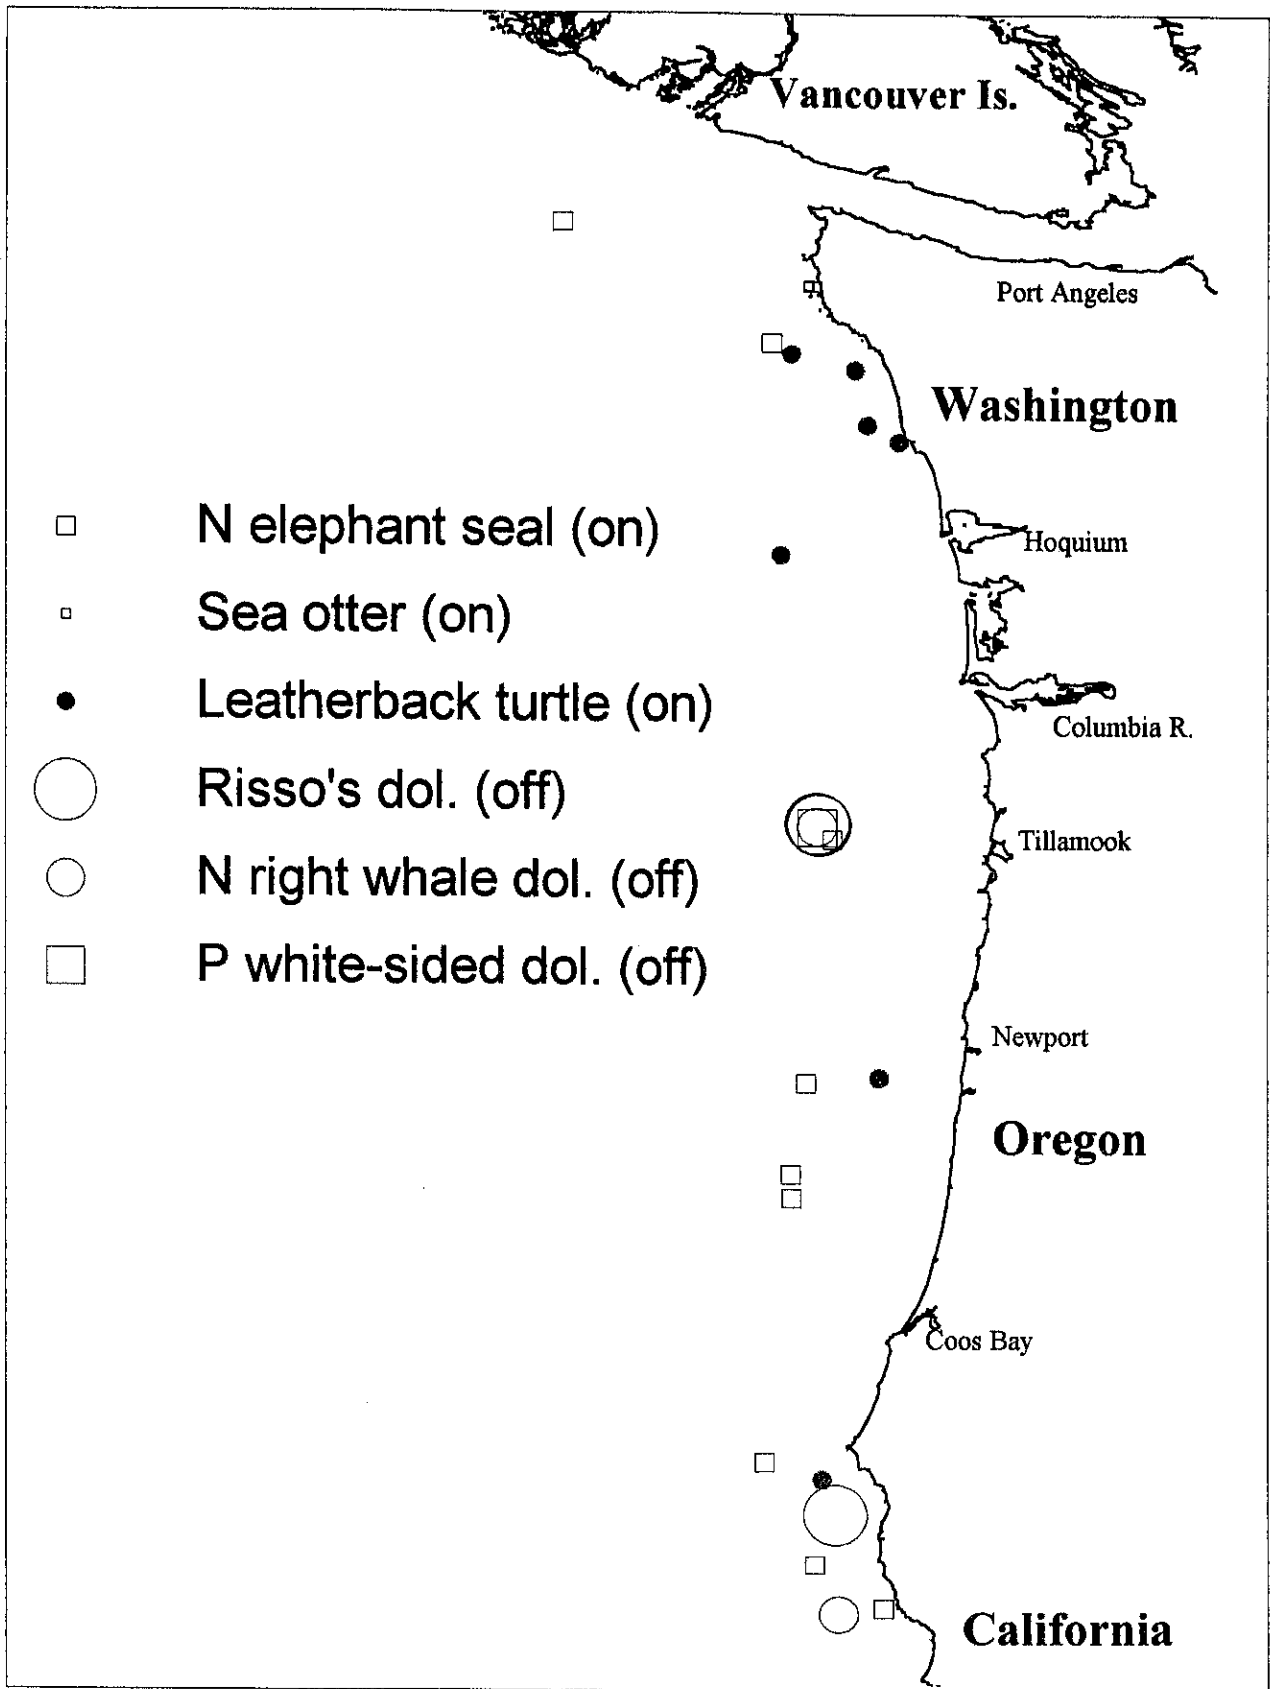 Vancouver Is.
Port Angeles
Washington
N elephant seal (on)
Hoquium
Sea otter (on)
Leatherback turtle (on)
Columbia R.
Risso's dol. (off)
Tillamook
N right whale dol. (off)
P white-sided dol. (off)
Newport
Oregon
Coos Bay
California